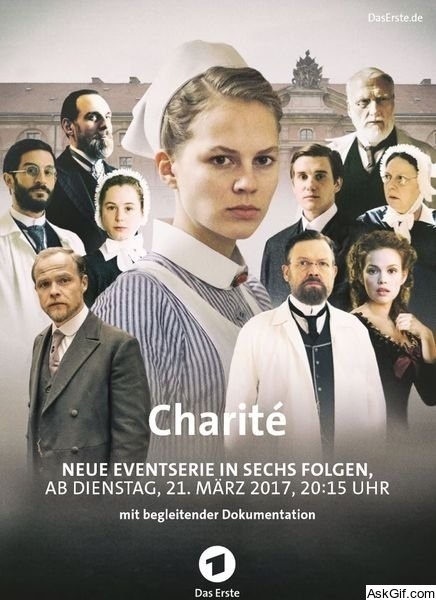 DasErste.de
Charité
NEUE EVENTSERIE IN SECHS FOLGEN,
AB DIENSTAG, 21. MÄRZ 2017, 20:15 UHR
mit begleitender Dokumentation
1
Das Erste
AskGif.com